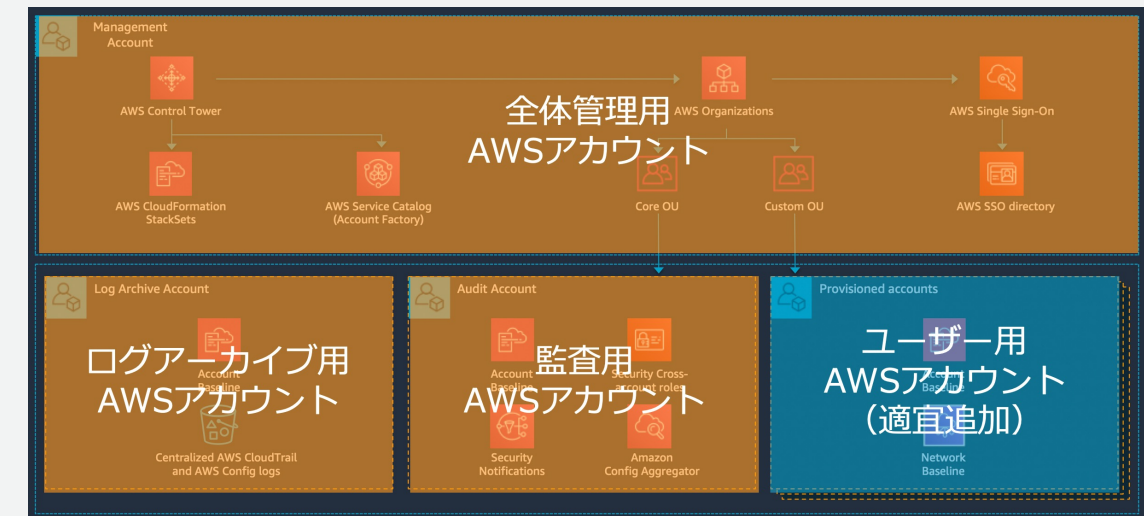 Management
Account
AWS Control Tower
AWS Organizations
AWS Single Sign-On
全体管理用
AWSアカウント
AWS CloudFormation
StackSets
AWS Service Catalog
(Account Factory)
Core OU
Custom OU
AWS SSO directory
Log Archive Account
Account
Baseline
ログアーカイブ用
AWSアカウント
Centralized AWS CloudTrail
and AWS Config logs
Audit Account
Account
Baseline
Security Cross-
account roles
監査用
AWSアカウント
Security
Notifications
Amazon
Config Aggregator
Provisioned accounts
ユーザー用
AWSアカウント
（適宜追加）
Account
Baseline
Network
Baseline